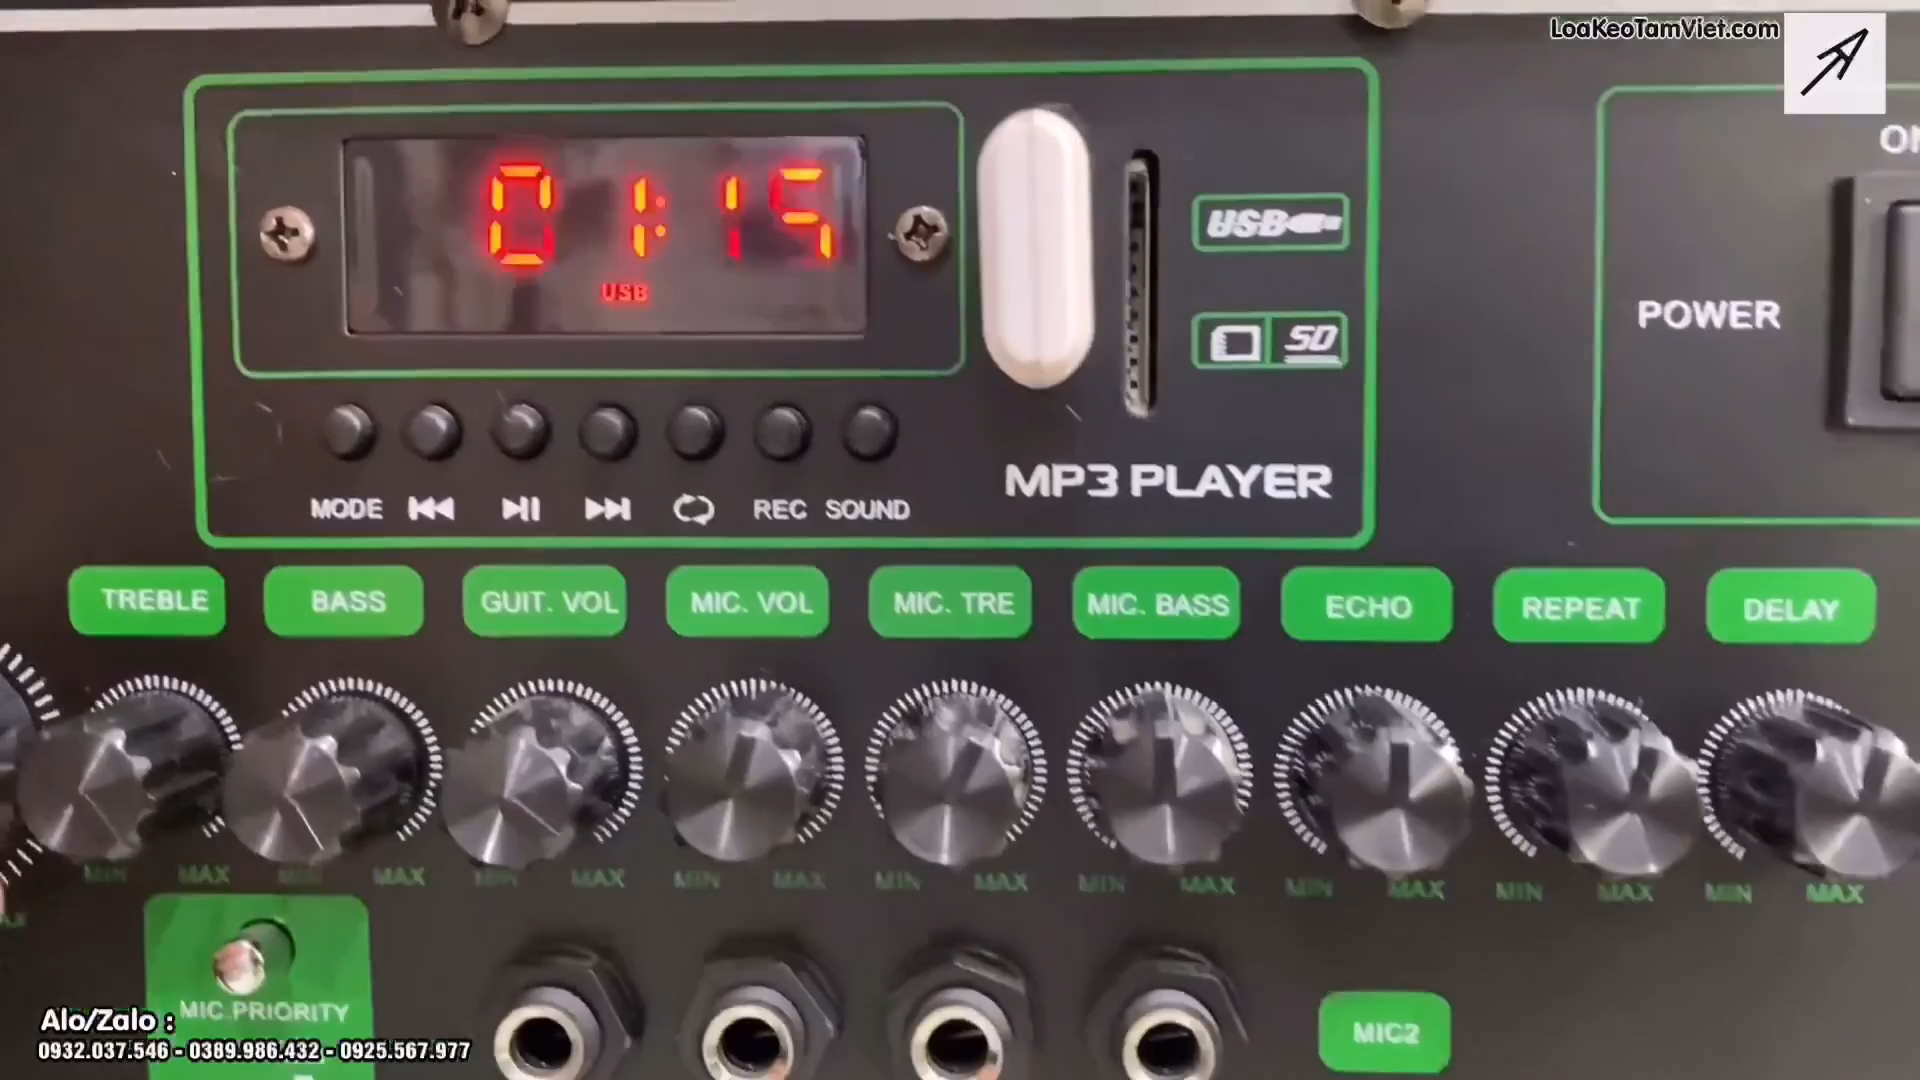 LoaKeoTamViet.com
ON
01:15
USB
USB
SD
POWER
MODE REC SOUND
MP3 PLAYER
TREBLE BASS GUIT. VOL MIC. VOL MIC. TRE MIC. BASS ECHO REPEAT DELAY
MIN MAX MIN MAX MIN MAX MIN MAX MIN MAX MIN MAX MIN MAX MIN MAX MIN MAX
MIC.PRIORITY
MIC2
Alo/Zalo :
0932.037.546 - 0389.986.432 - 0925.567.977